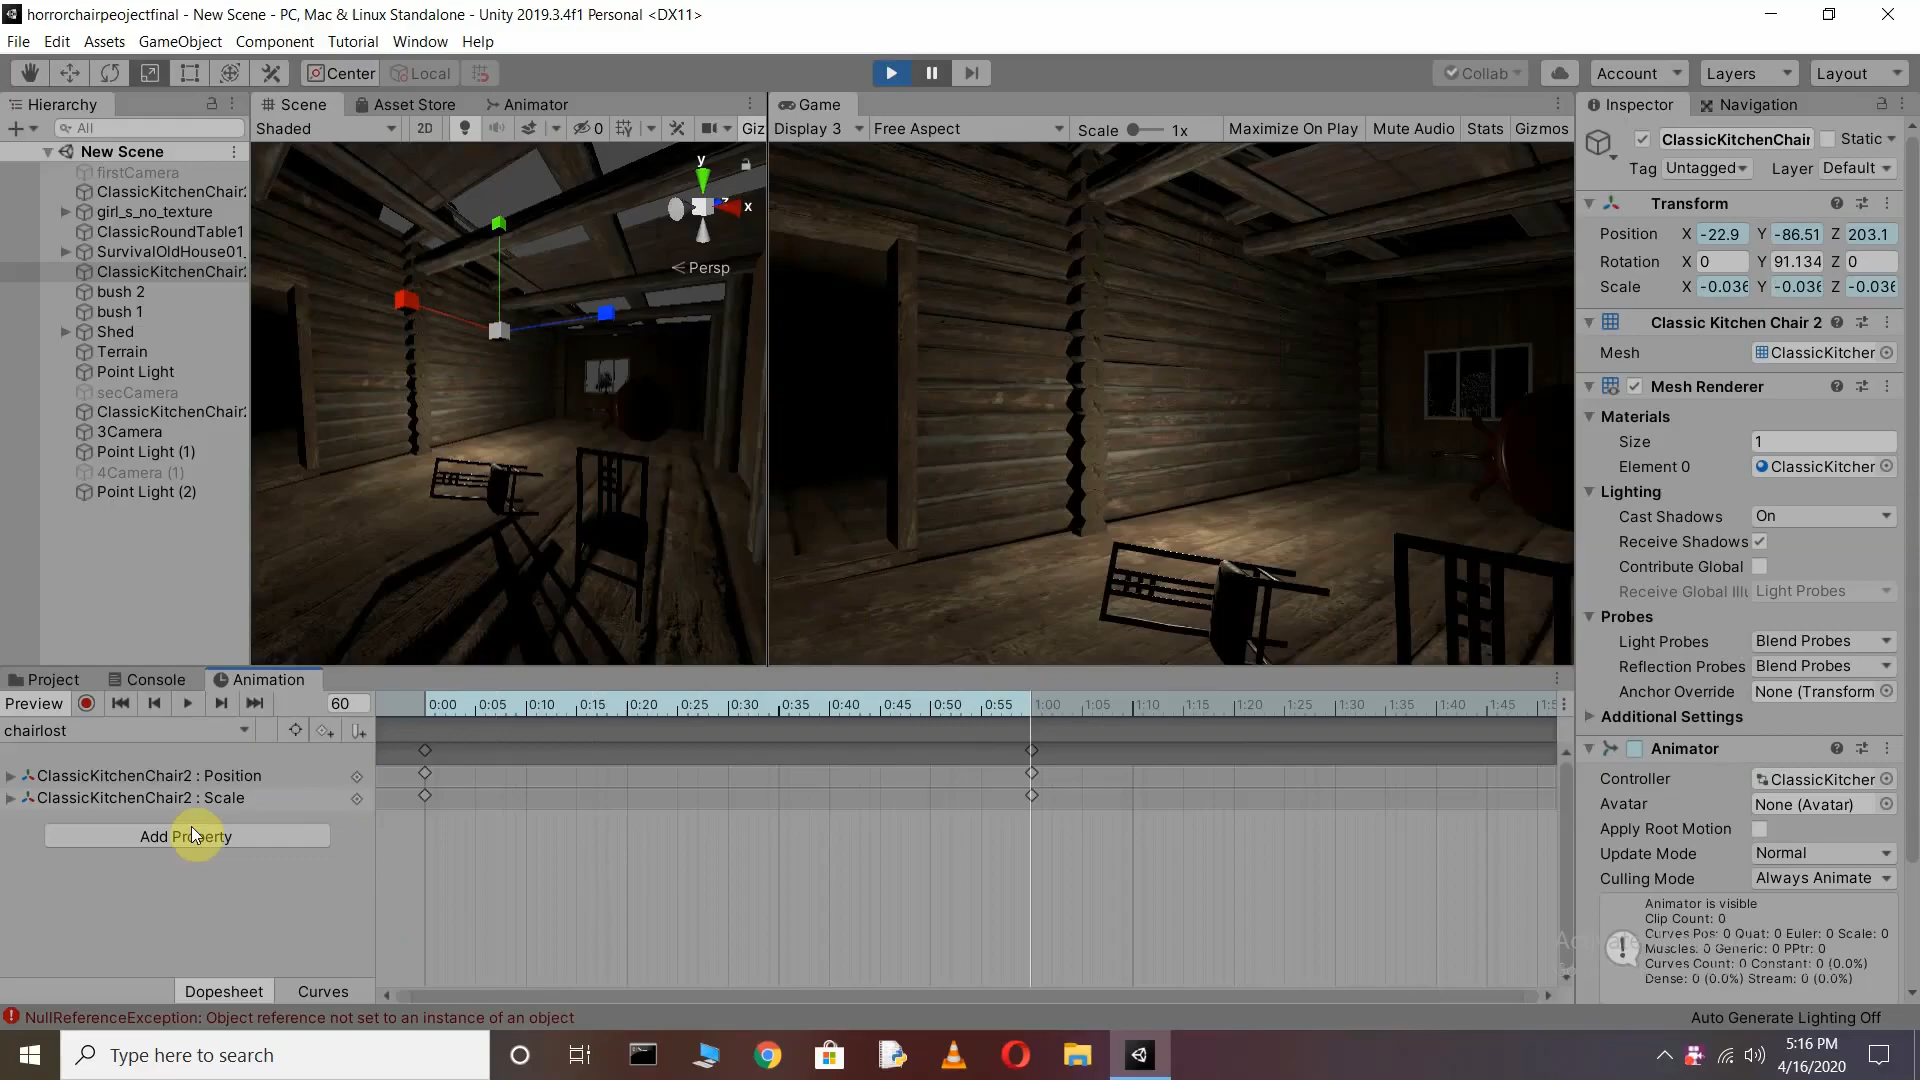 horrorchairpeojectfinal - New Scene - PC, Mac & Linux Standalone - Unity 2019.3.4f1 Personal <DX11>
File Edit Assets GameObject Component Tutorial Window Help
Center Local Collab Account Layers Layout
Hierarchy
All
New Scene
firstCamera
ClassicKitchenChair
girl_s_no_texture
ClassicRoundTable1
SurvivalOldHouse01
ClassicKitchenChair
bush 2
bush 1
Shed
Terrain
Point Light
secCamera
ClassicKitchenChair
3Camera
Point Light (1)
4Camera (1)
Point Light (2)
Scene Asset Store Animator
Shaded 2D 0 Giz
y
x
Persp
Game
Display 3 Free Aspect Scale 1x Maximize On Play Mute Audio Stats Gizmos
Inspector Navigation
ClassicKitchenChair Static
Tag Untagged Layer Default
Transform
Position X -22.9 Y -86.51 Z 203.1
Rotation X 0 Y 91.134 Z 0
Scale X -0.036 Y -0.036 Z -0.036
Classic Kitchen Chair 2
Mesh ClassicKitcher
Mesh Renderer
Materials
Size 1
Element 0 ClassicKitcher
Lighting
Cast Shadows On
Receive Shadows
Contribute Global
Receive Global Illu Light Probes
Probes
Light Probes Blend Probes
Reflection Probes Blend Probes
Anchor Override None (Transform
Additional Settings
Animator
Controller ClassicKitcher
Avatar None (Avatar)
Apply Root Motion
Update Mode Normal
Culling Mode Always Animate
Animator is visible
Clip Count: 0
Curves Pos: 0 Quat: 0 Euler: 0 Scale: 0
Muscles: 0 Generic: 0 PPtr: 0
Curves Count: 0 Constant: 0 (0.0%)
Dense: 0 (0.0%) Stream: 0 (0.0%)
Project Console Animation
Preview 60
0:00 0:05 0:10 0:15 0:20 0:25 0:30 0:35 0:40 0:45 0:50 0:55 1:00 1:05 1:10 1:15 1:20 1:25 1:30 1:35 1:40 1:45 1:5
chairlost
ClassicKitchenChair2 : Position
ClassicKitchenChair2 : Scale
Add Property
Dopesheet Curves
NullReferenceException: Object reference not set to an instance of an object
Auto Generate Lighting Off
Type here to search
5:16 PM
4/16/2020